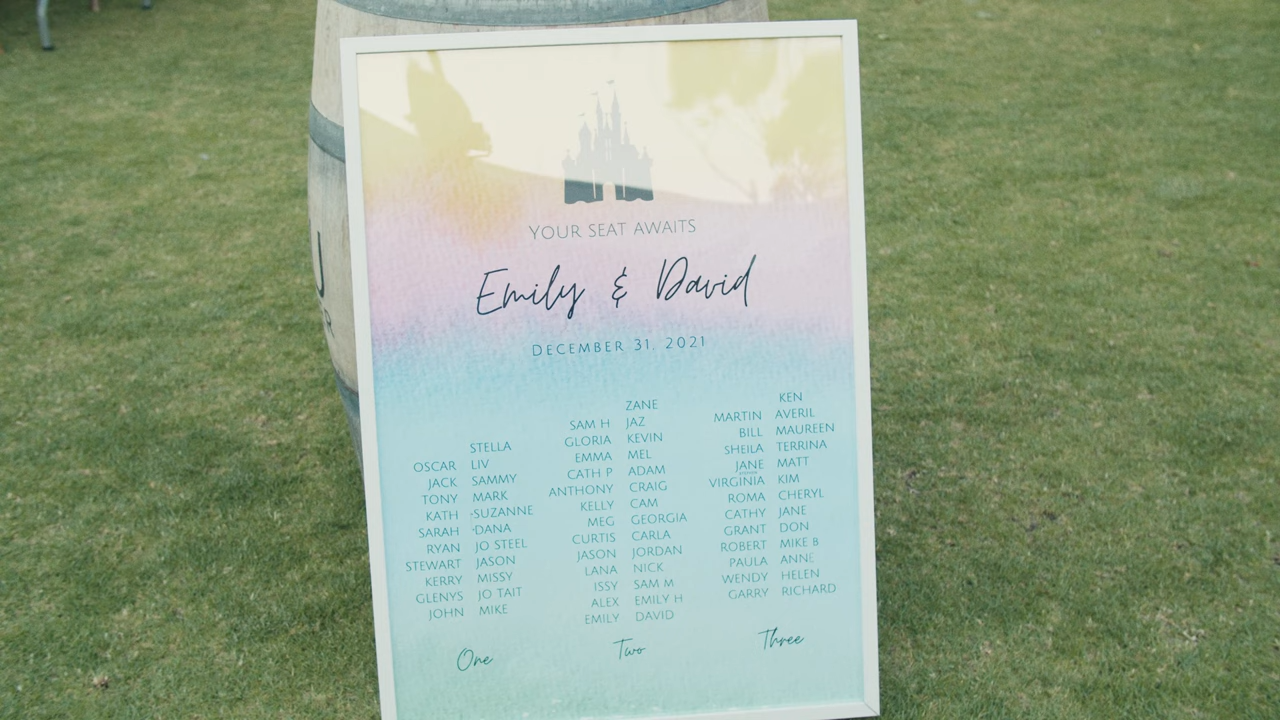 YOUR SEAT AWAITS
Emily & David
DECEMBER 31, 2021
STELLA
OSCAR LIV
JACK SAMMY
TONY MARK
KATH SUZANNE
SARAH DANA
RYAN JO STEEL
STEWART JASON
KERRY MISSY
GLENYS JO TAIT
JOHN MIKE
One
ZANE
SAM H JAZ
GLORIA KEVIN
EMMA MEL
CATH P ADAM
ANTHONY CRAIG
KELLY CAM
MEG GEORGIA
CURTIS CARLA
JASON JORDAN
LANA NICK
ISSY SAM M
ALEX EMILY H
EMILY DAVID
Two
KEN
MARTIN AVERIL
BILL MAUREEN
SHEILA TERRINA
JANE MATT
VIRGINIA KIM
ROMA CHERYL
CATHY JANE
GRANT DON
ROBERT MIKE B
PAULA ANNE
WENDY HELEN
GARRY RICHARD
Three